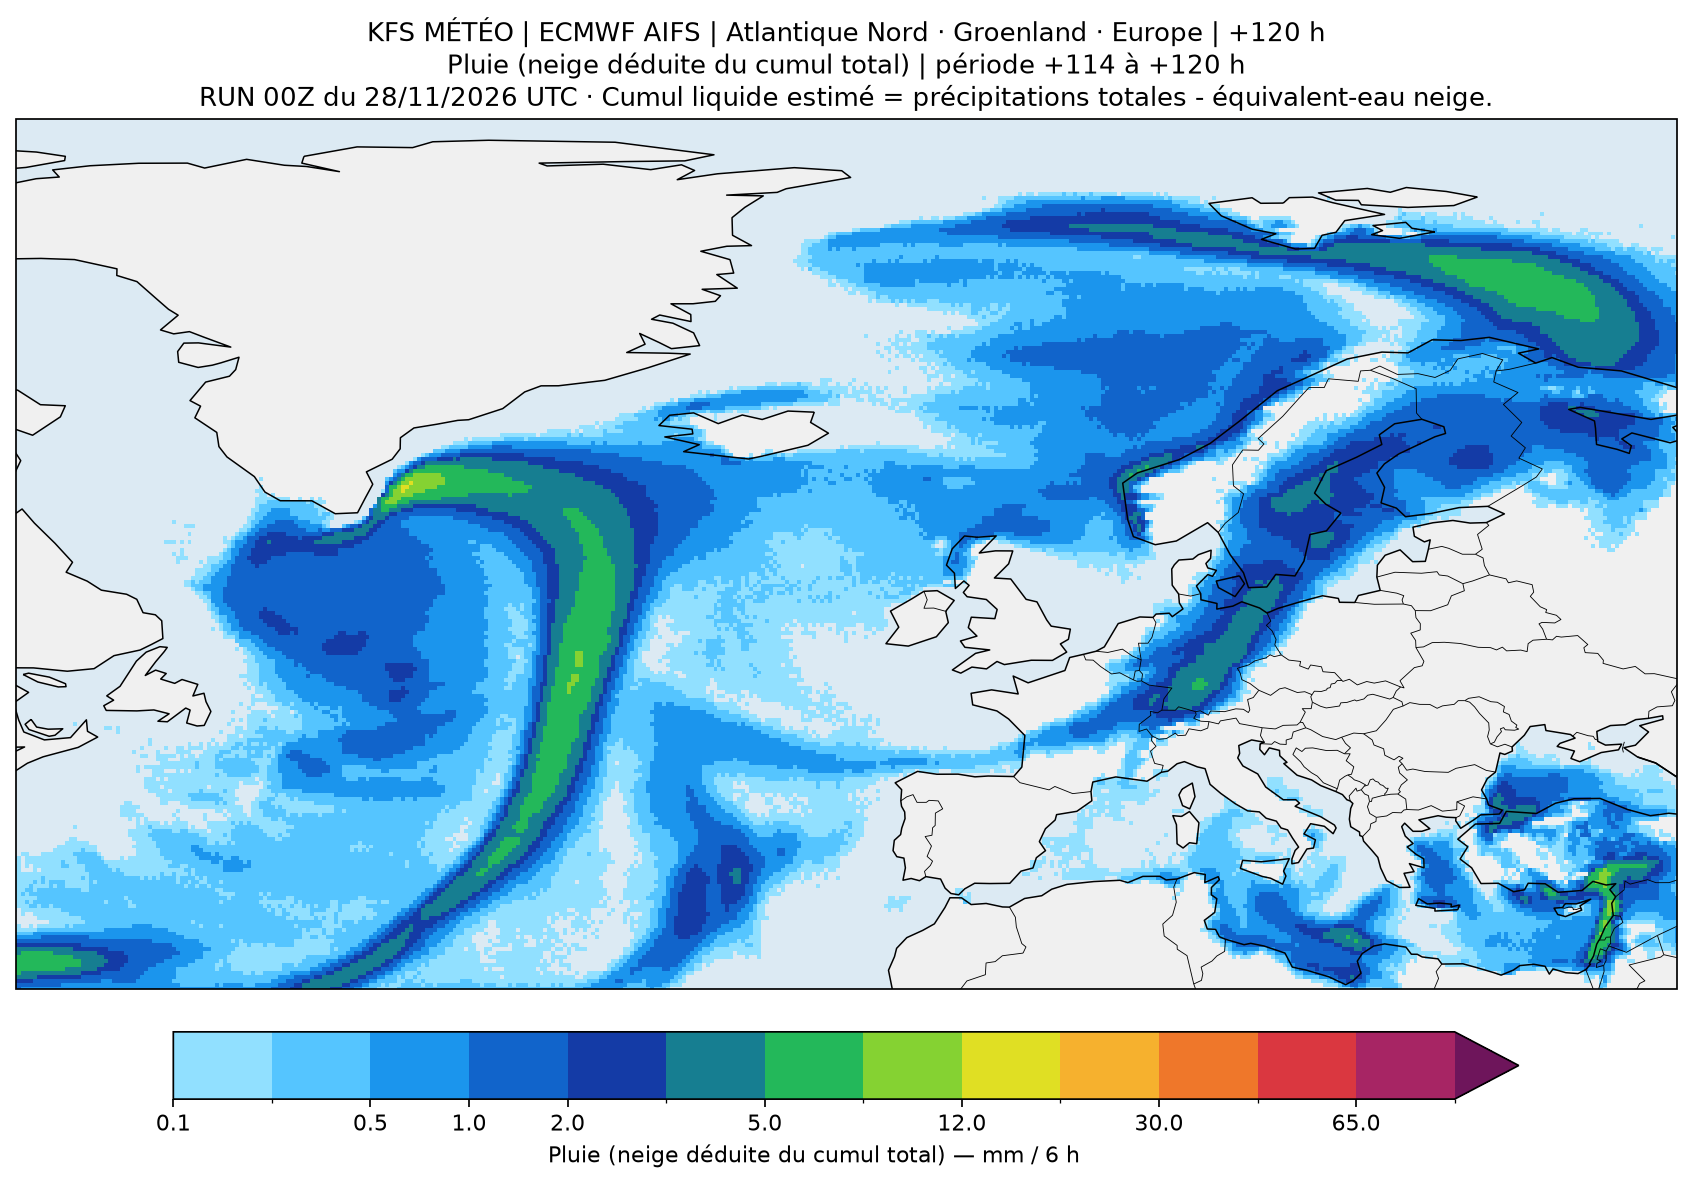 KFS MÉTÉO | ECMWF AIFS | Atlantique Nord · Groenland · Europe | +120 h
Pluie (neige déduite du cumul total) | période +114 à +120 h
RUN 00Z du 28/11/2026 UTC · Cumul liquide estimé = précipitations totales - équivalent-eau neige.
0.1 0.5 1.0 2.0 5.0 12.0 30.0 65.0
Pluie (neige déduite du cumul total) — mm / 6 h